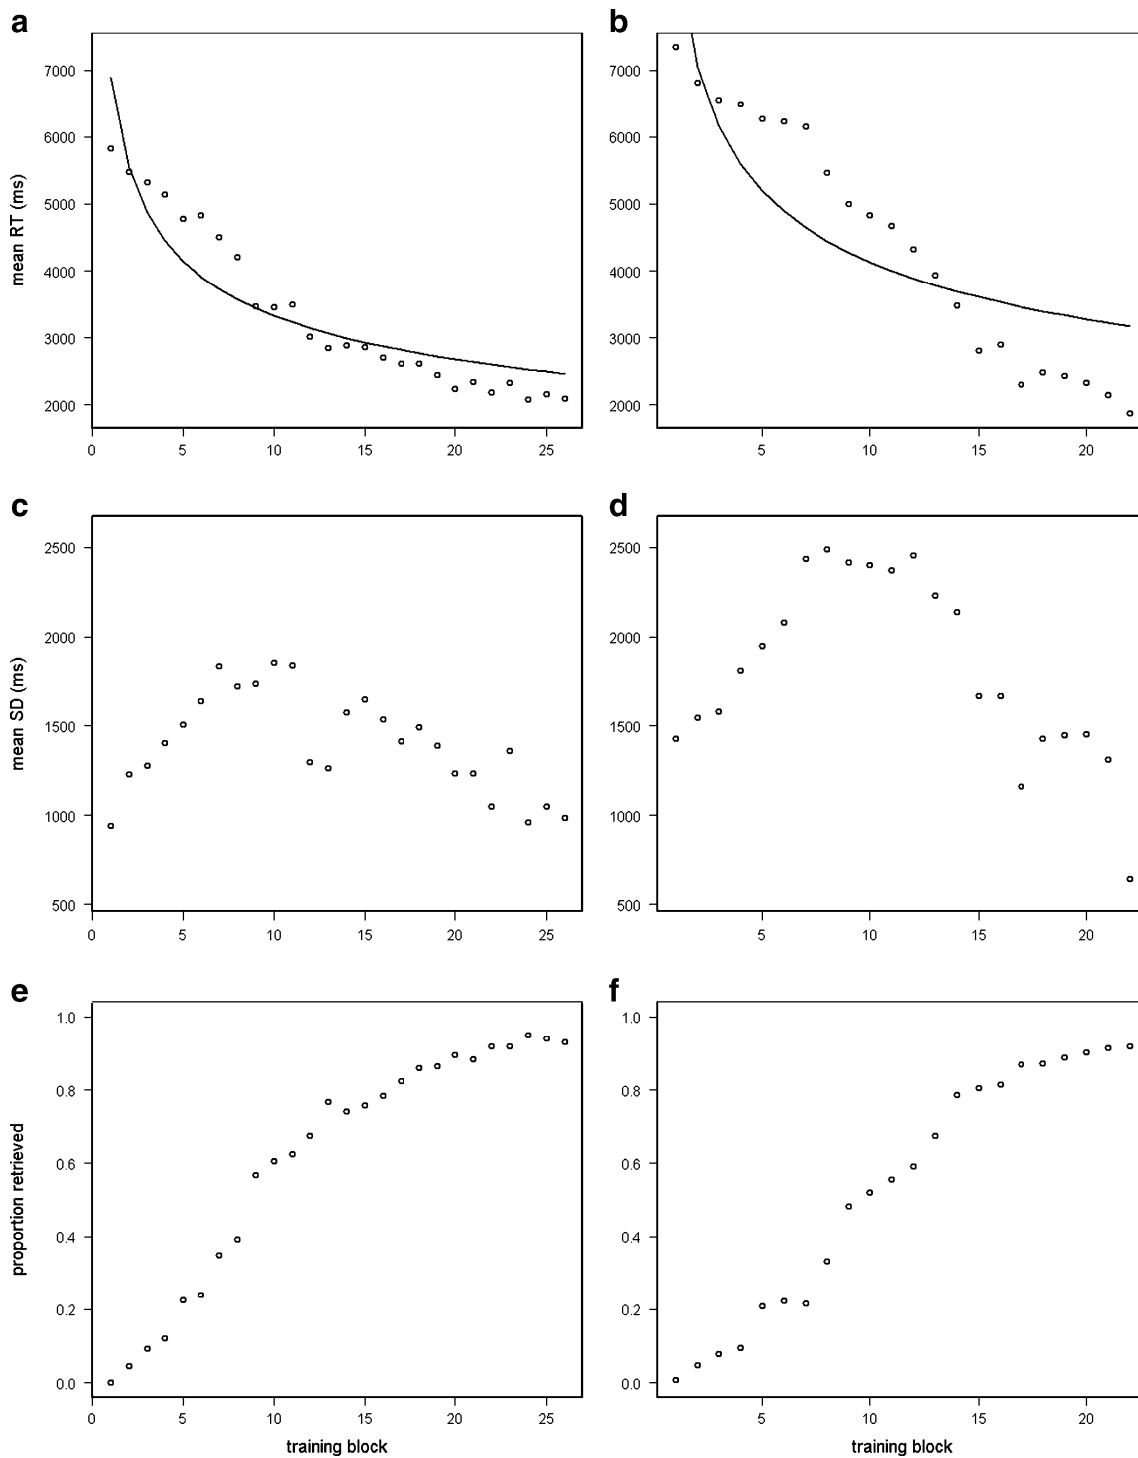 a
b
mean RT (ms)
7000
6000
5000
4000
3000
2000
0 5 10 15 20 25
7000
6000
5000
4000
3000
2000
5 10 15 20
c
d
mean SD (ms)
2500
2000
1500
1000
500
0 5 10 15 20 25
2500
2000
1500
1000
500
5 10 15 20
e
f
proportion retrieved
1.0
0.8
0.6
0.4
0.2
0.0
0 5 10 15 20 25
training block
1.0
0.8
0.6
0.4
0.2
0.0
5 10 15 20
training block